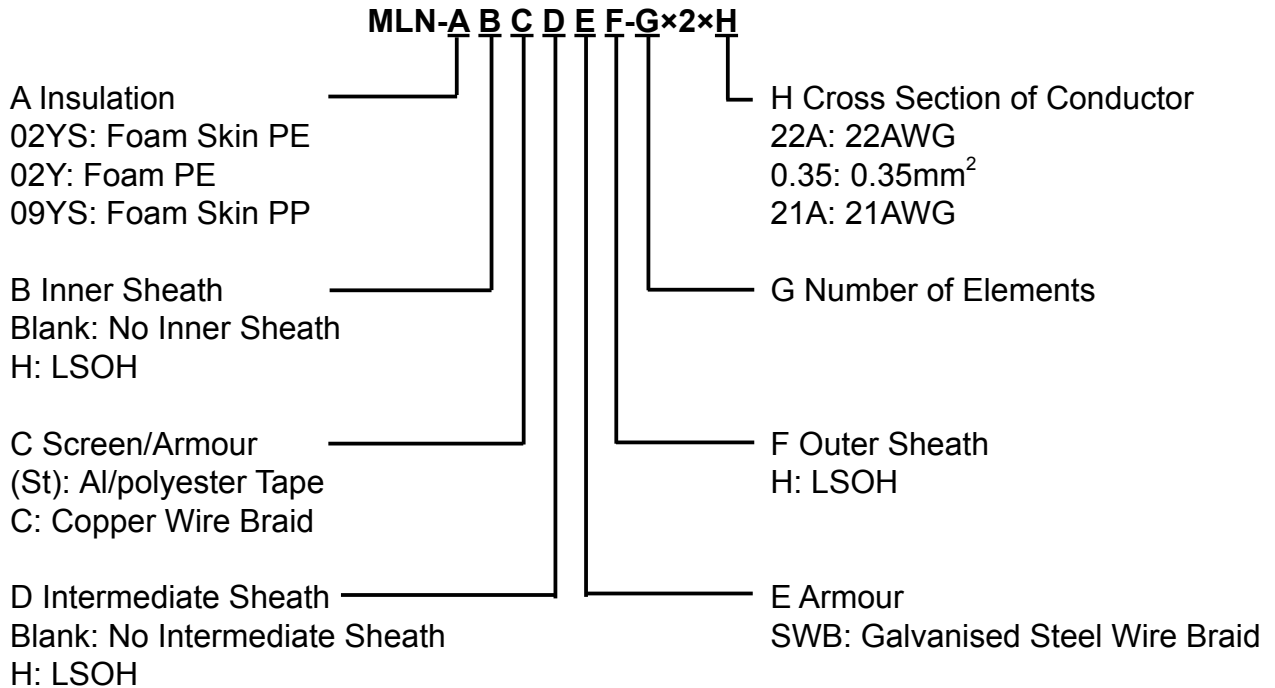 MLN-A B C D E F-G×2×H
A Insulation
02YS: Foam Skin PE
02Y: Foam PE
09YS: Foam Skin PP
B Inner Sheath
Blank: No Inner Sheath
H: LSOH
C Screen/Armour
(St): Al/polyester Tape
C: Copper Wire Braid
D Intermediate Sheath
Blank: No Intermediate Sheath
H: LSOH
H Cross Section of Conductor
22A: 22AWG
0.35: 0.35mm²
21A: 21AWG
G Number of Elements
F Outer Sheath
H: LSOH
E Armour
SWB: Galvanised Steel Wire Braid